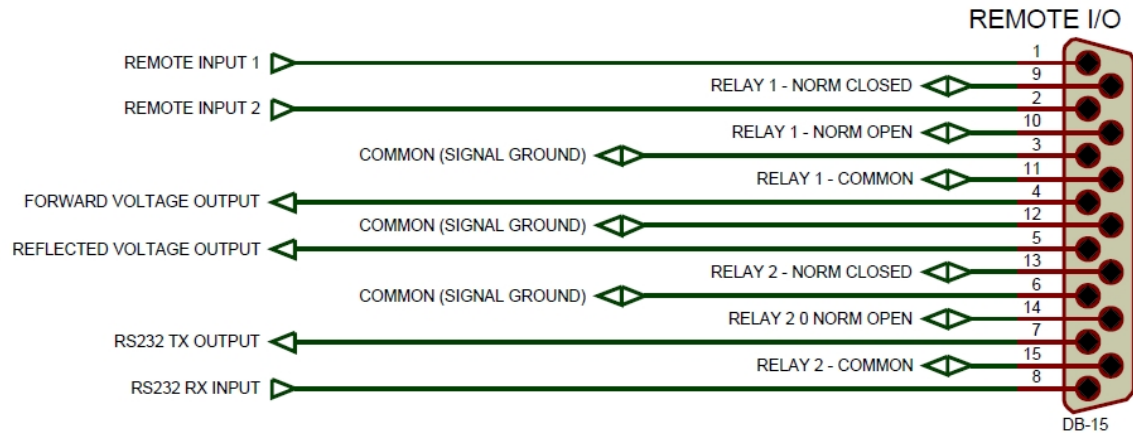 REMOTE I/O
REMOTE INPUT 1 1
RELAY 1 - NORM CLOSED 9
REMOTE INPUT 2 2
RELAY 1 - NORM OPEN 10
COMMON (SIGNAL GROUND) 3
RELAY 1 - COMMON 11
FORWARD VOLTAGE OUTPUT 4
COMMON (SIGNAL GROUND) 12
REFLECTED VOLTAGE OUTPUT 5
RELAY 2 - NORM CLOSED 13
COMMON (SIGNAL GROUND) 6
RELAY 2 0 NORM OPEN 14
RS232 TX OUTPUT 7
RELAY 2 - COMMON 15
RS232 RX INPUT 8
DB-15